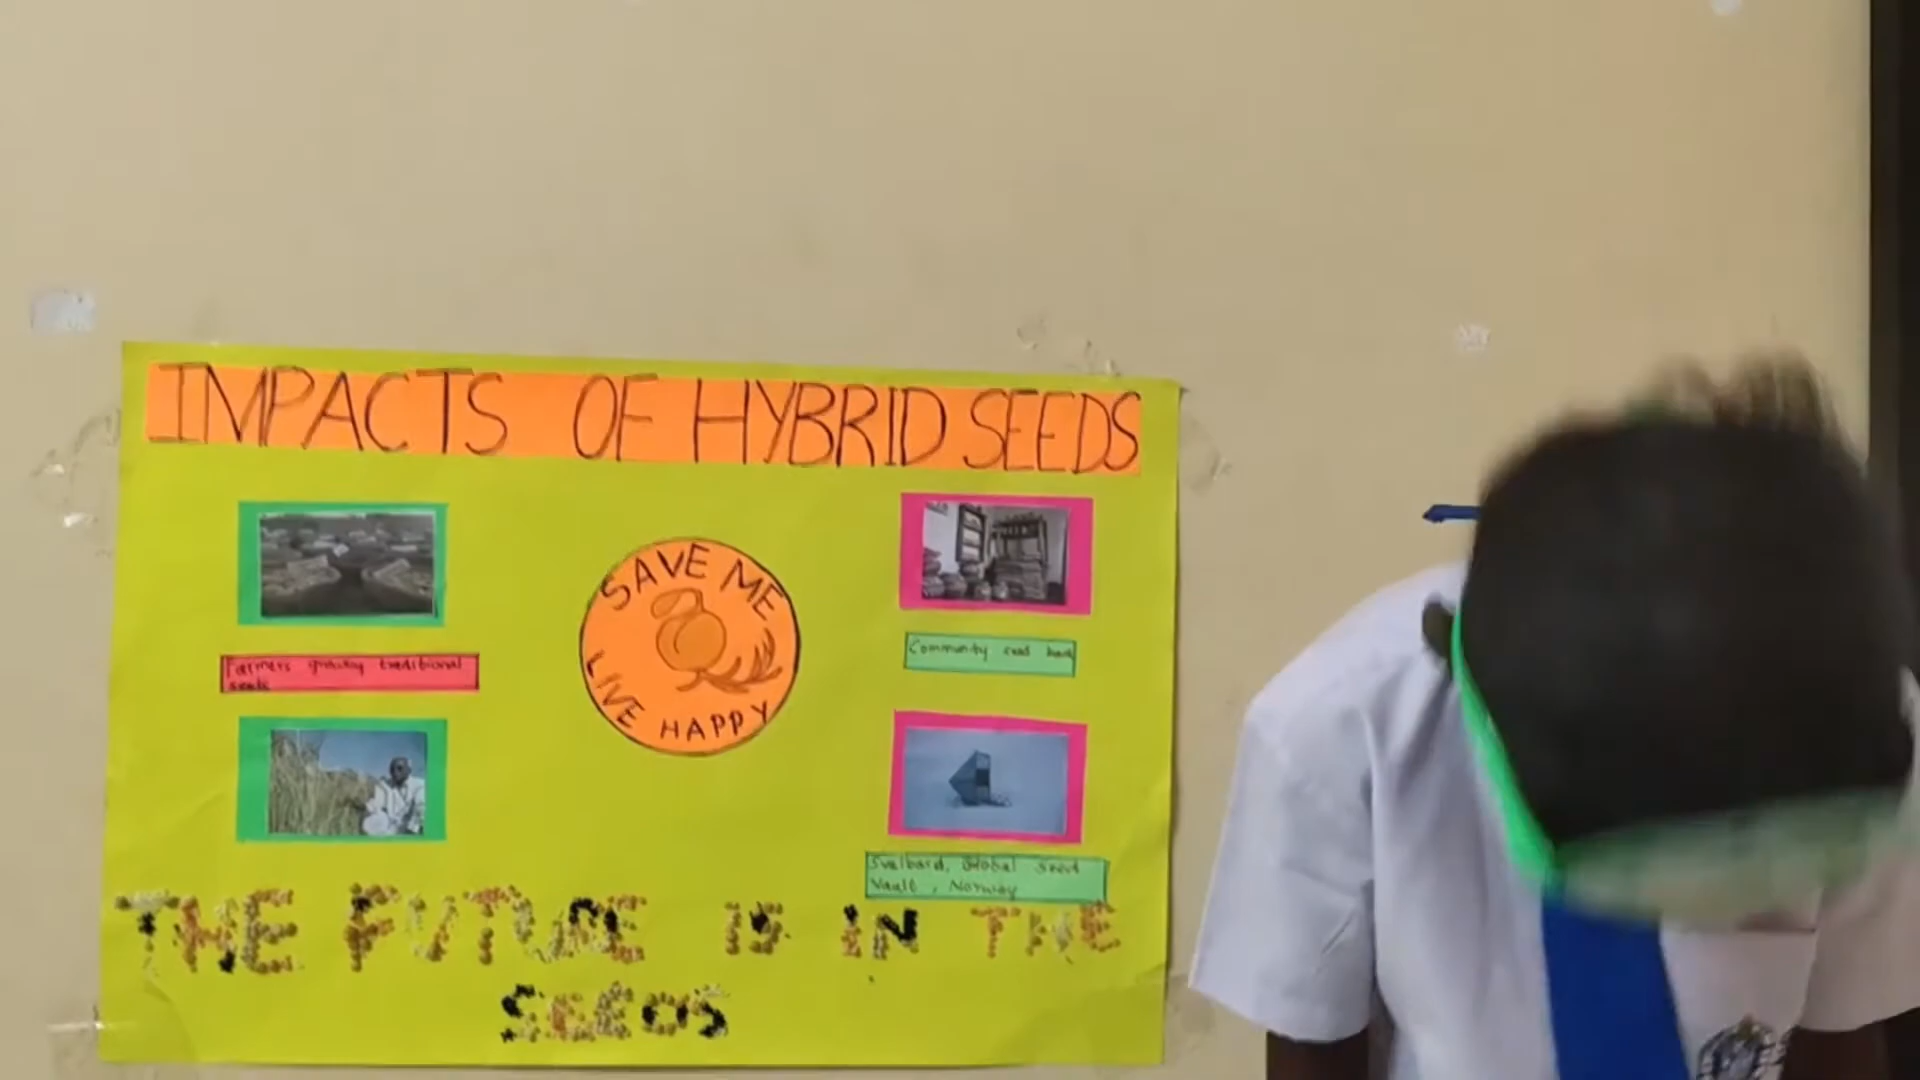 IMPACTS OF HYBRID SEEDS
SAVE ME
LIVE HAPPY
Farmers traditional
seeds
Community seed bank
Svalbard, Global Seed
Vault, Norway
THE FUTURE IS IN THE
SEEDS